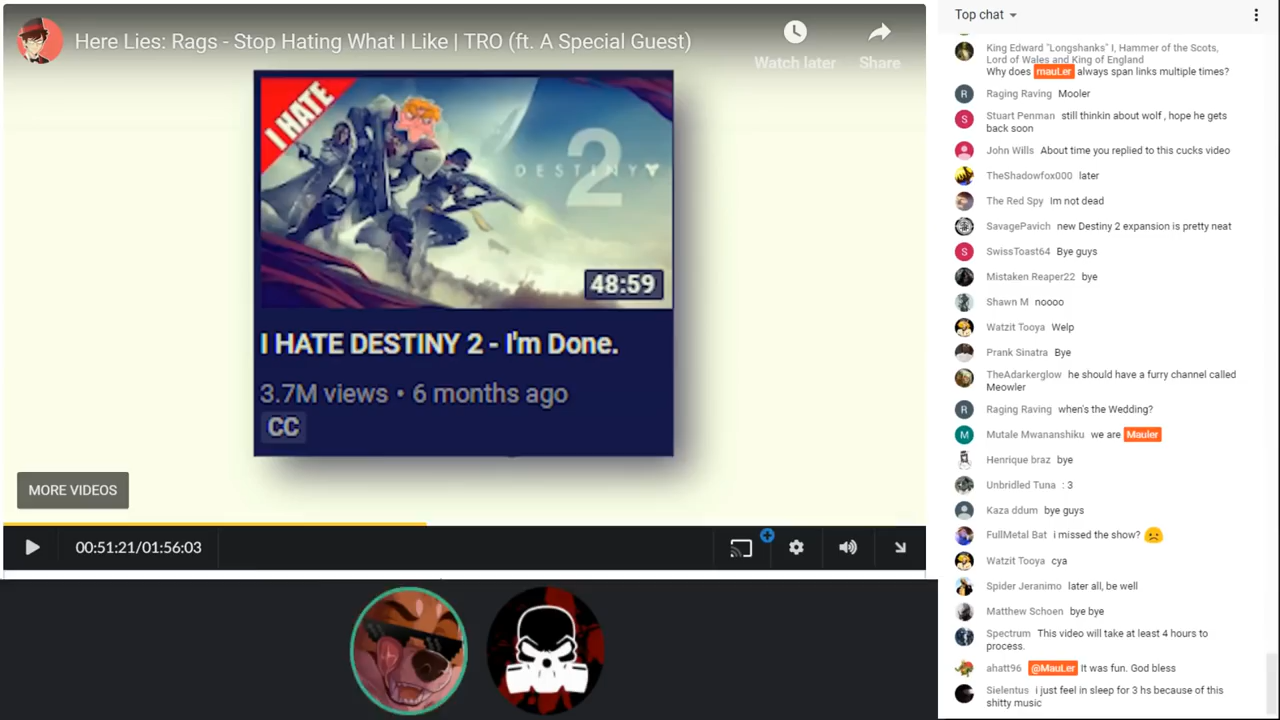 Here Lies: Rags - Stop Hating What I Like | TRO (ft. A Special Guest)
Watch later
Share
I HATE
DESTINY 2
48:59
I HATE DESTINY 2 - I'm Done.
3.7M views • 6 months ago
CC
MORE VIDEOS
00:51:21/01:56:03
Top chat
King Edward "Longshanks" I, Hammer of the Scots,
Lord of Wales and King of England
Why does mauLer always span links multiple times?
R Raging Raving Mooler
S Stuart Penman still thinkin about wolf , hope he gets
back soon
John Wills About time you replied to this cucks video
TheShadowfox000 later
The Red Spy Im not dead
SavagePavich new Destiny 2 expansion is pretty neat
S SwissToast64 Bye guys
Mistaken Reaper22 bye
Shawn M noooo
Watzit Tooya Welp
Prank Sinatra Bye
TheAdarkerglow he should have a furry channel called
Meowler
R Raging Raving when's the Wedding?
M Mutale Mwananshiku we are Mauler
Henrique braz bye
Unbridled Tuna : 3
Kaza ddum bye guys
FullMetal Bat i missed the show?
Watzit Tooya cya
Spider Jeranimo later all, be well
Matthew Schoen bye bye
Spectrum This video will take at least 4 hours to
process.
ahatt96 @MauLer It was fun. God bless
Sielentus i just feel in sleep for 3 hs because of this
shitty music